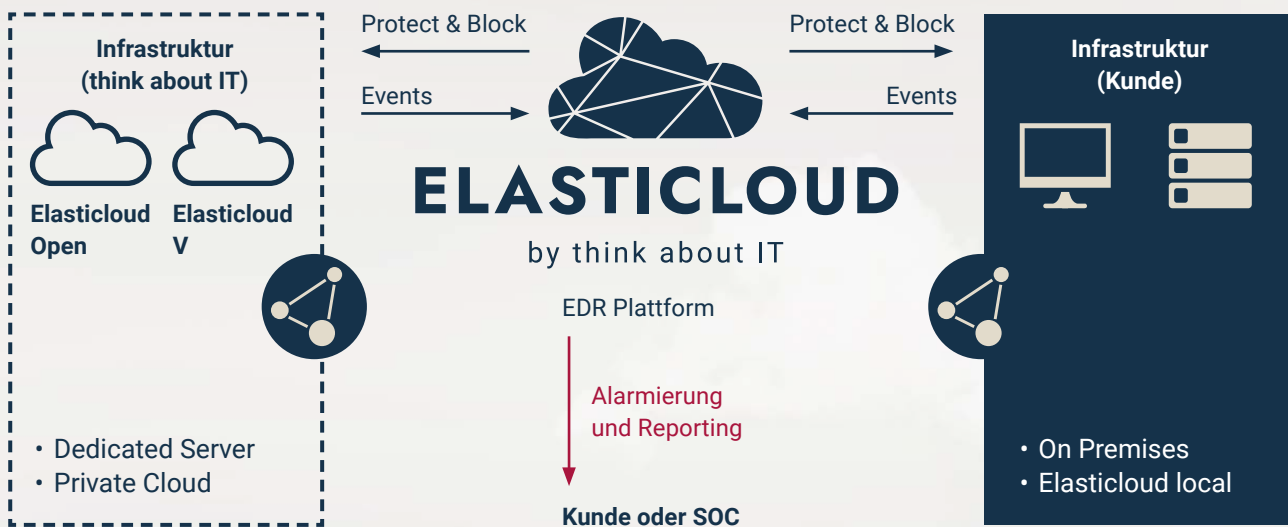 Infrastruktur
(think about IT)
Elasticloud
Open
Elasticloud
V
• Dedicated Server
• Private Cloud
Protect & Block
Events
Protect & Block
Events
ELASTICLOUD
by think about IT
EDR Plattform
Alarmierung
und Reporting
Kunde oder SOC
Infrastruktur
(Kunde)
• On Premises
• Elasticloud local